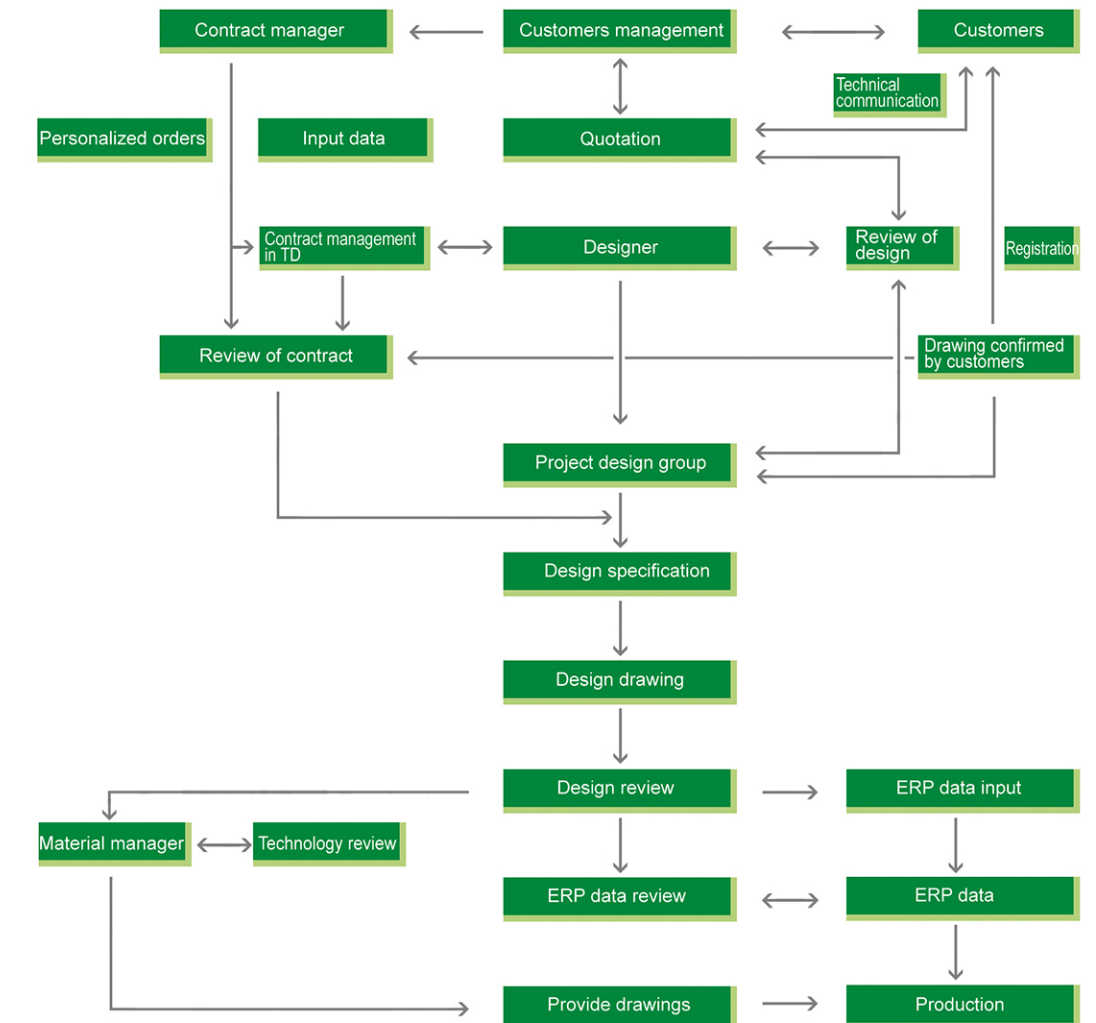 Contract manager
Customers management
Customers
Technical
communication
Personalized orders
Input data
Quotation
Contract management
in TD
Designer
Review of
design
Registration
Review of contract
Drawing confirmed
by customers
Project design group
Design specification
Design drawing
Design review
ERP data input
Material manager
Technology review
ERP data review
ERP data
Provide drawings
Production